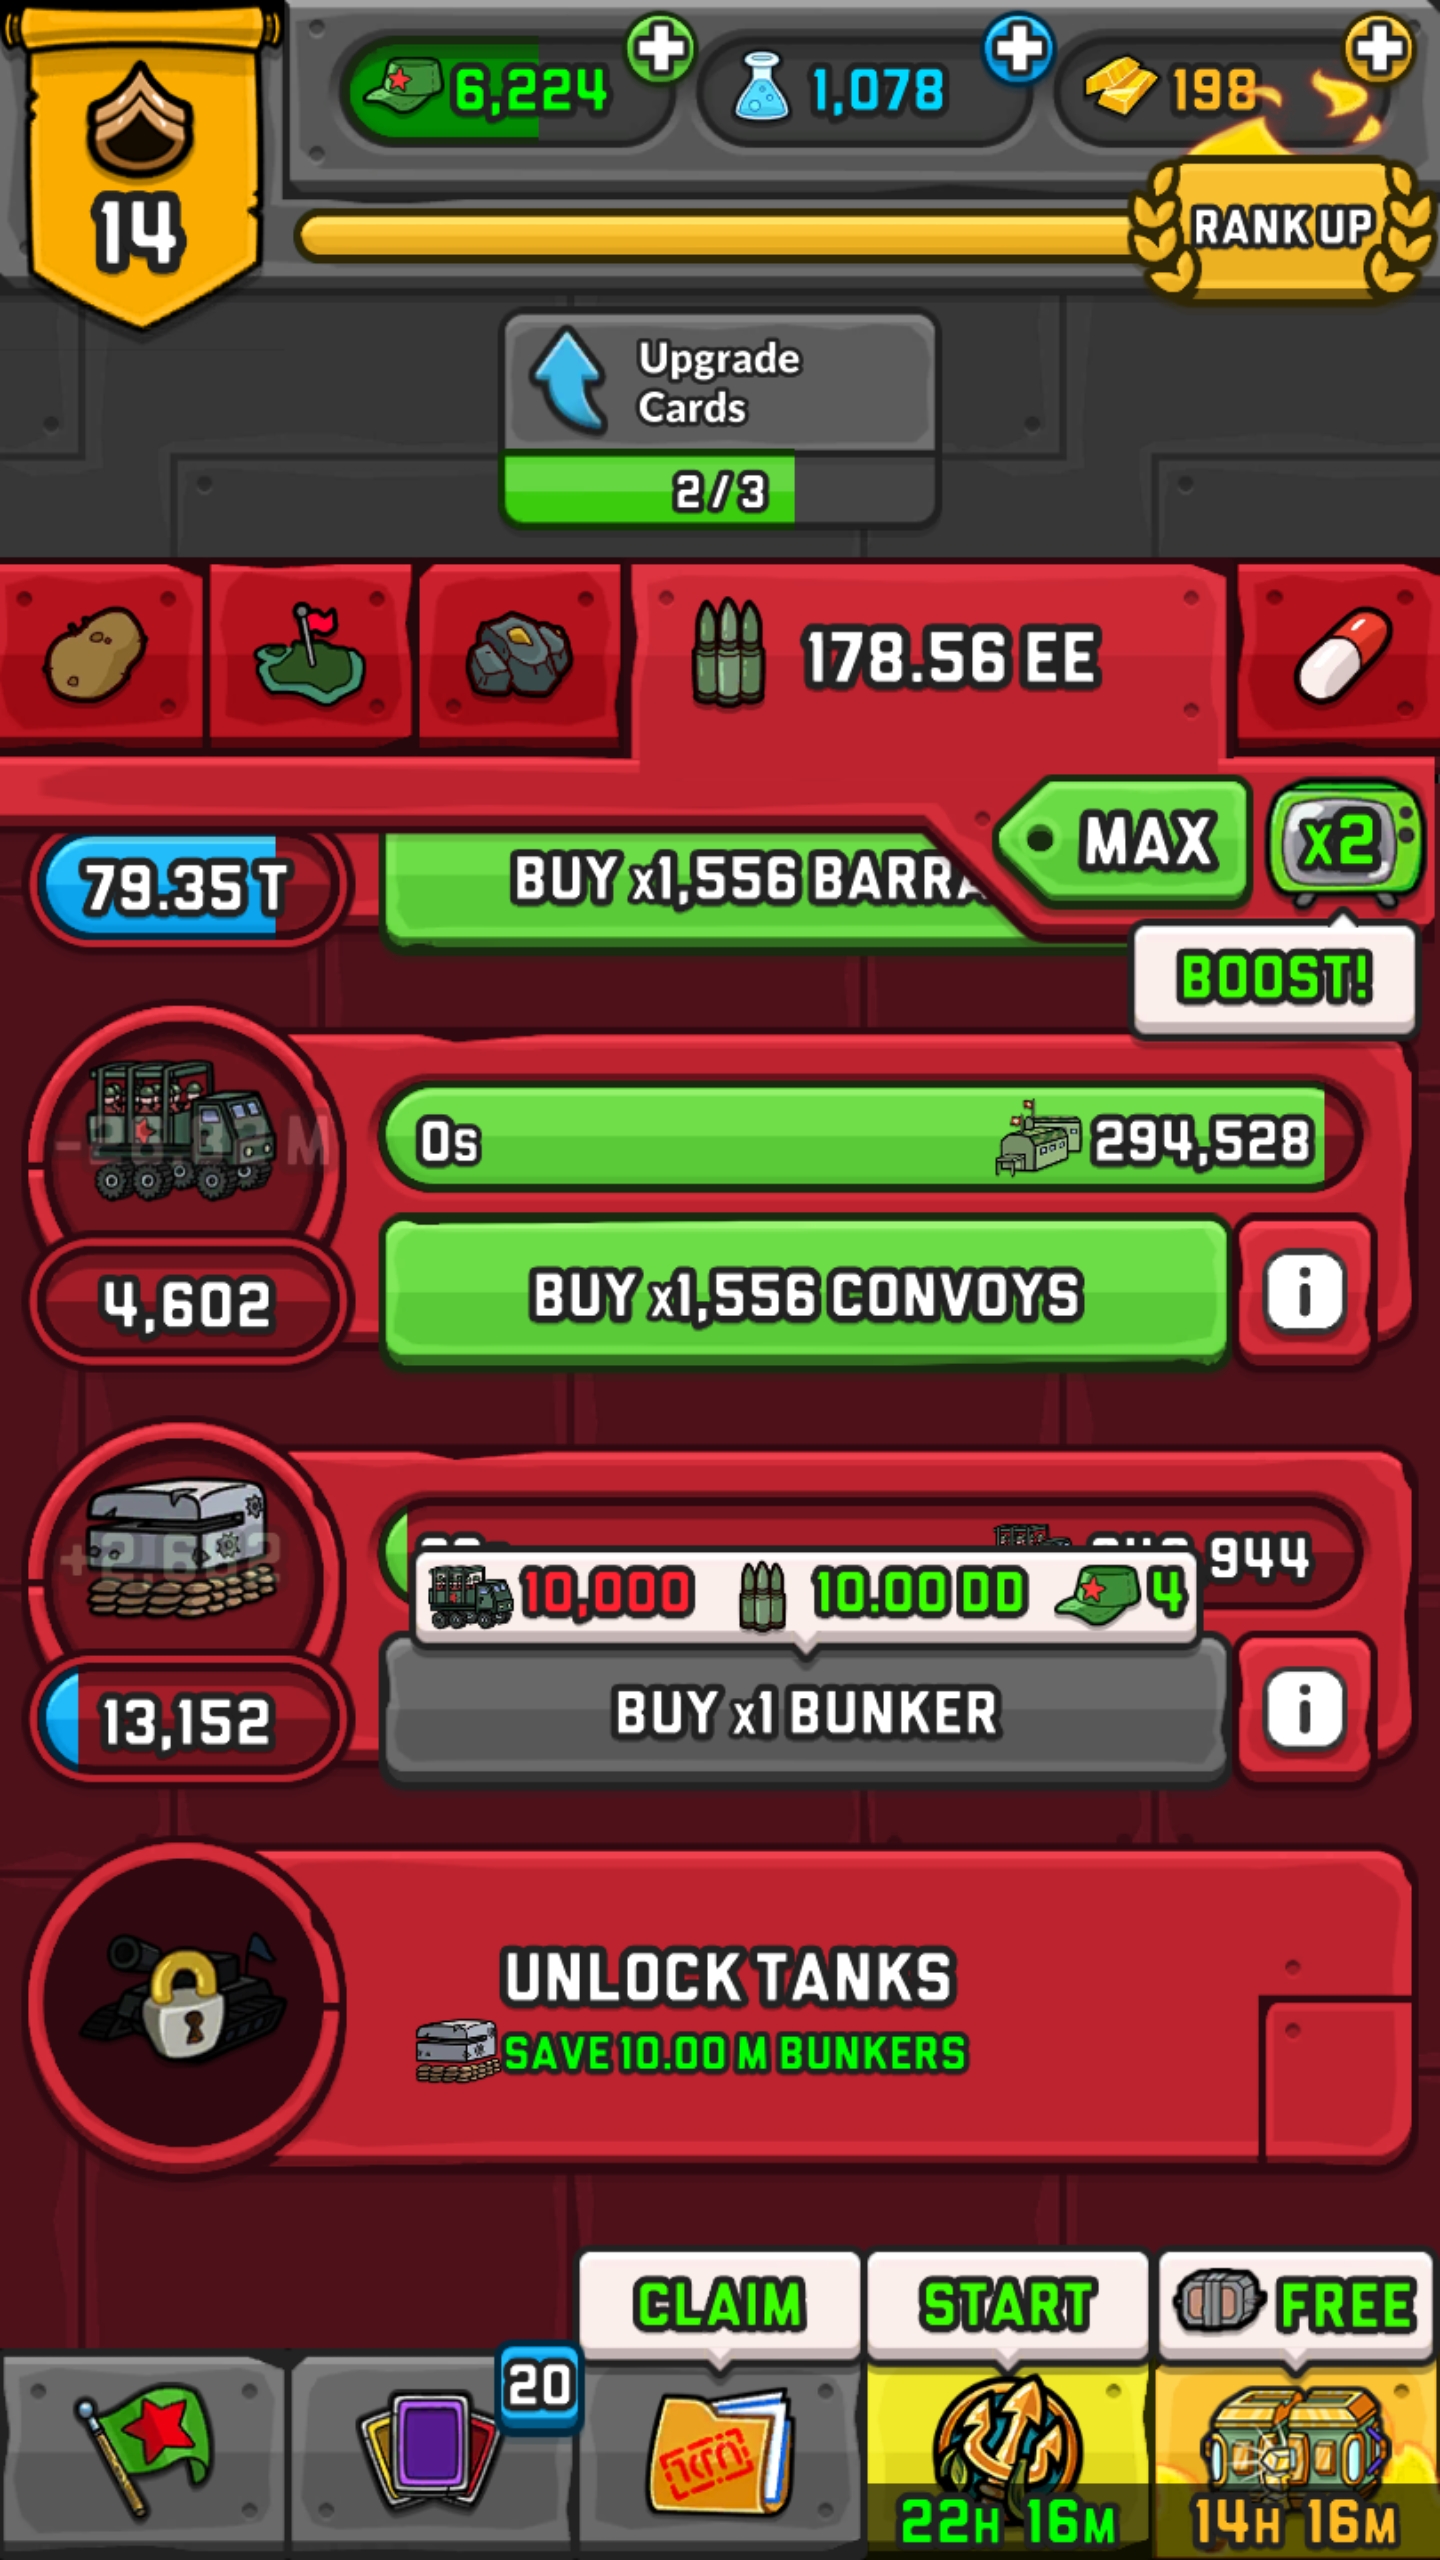 6,224
1,078
198
14
RANK UP
Upgrade
Cards
2/3
178.56 EE
MAX
x2
79.35 T
BUY x1,556
BOOST!
0s
294,528
4,602
BUY x1,556 CONVOYS
10,000
10.00 DD
4
13,152
BUY x1 BUNKER
UNLOCK TANKS
SAVE 10.00 M BUNKERS
CLAIM
START
FREE
20
22H 16M
14H 16M